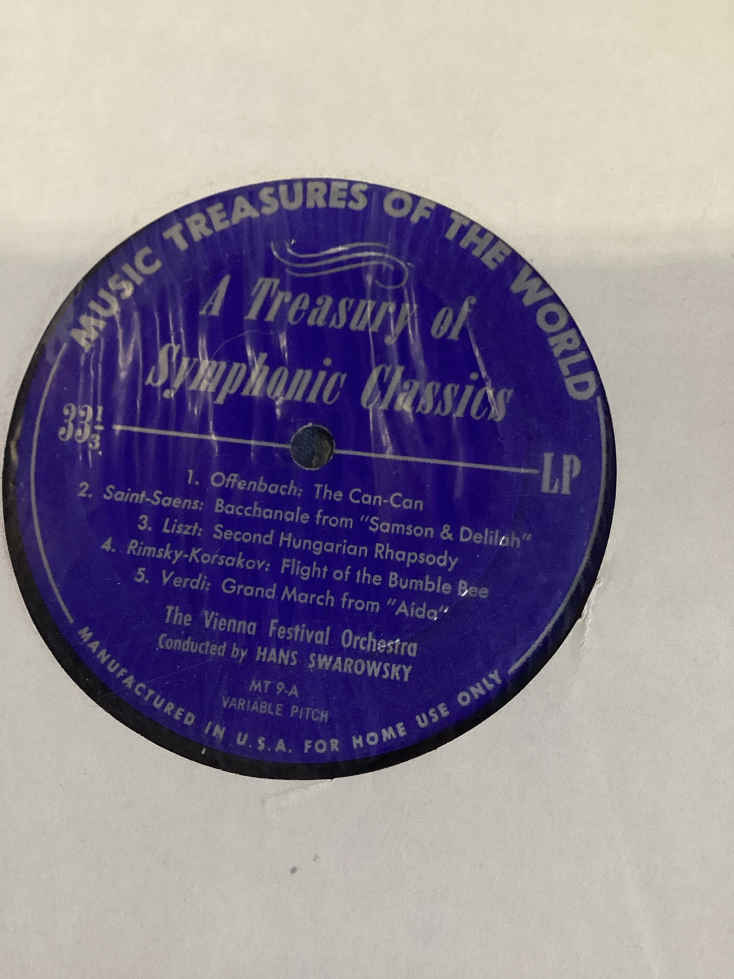 MUSIC TREASURES OF THE WORLD
A Treasury of
Symphonic Classics
33 1/3
LP
1. Offenbach: The Can-Can
2. Saint-Saens: Bacchanale from "Samson & Delilah"
3. Liszt: Second Hungarian Rhapsody
4. Rimsky-Korsakov: Flight of the Bumble Bee
5. Verdi: Grand March from "Aida"
The Vienna Festival Orchestra
Conducted by HANS SWAROWSKY
MT 9-A
VARIABLE PITCH
MANUFACTURED IN U.S.A. FOR HOME USE ONLY